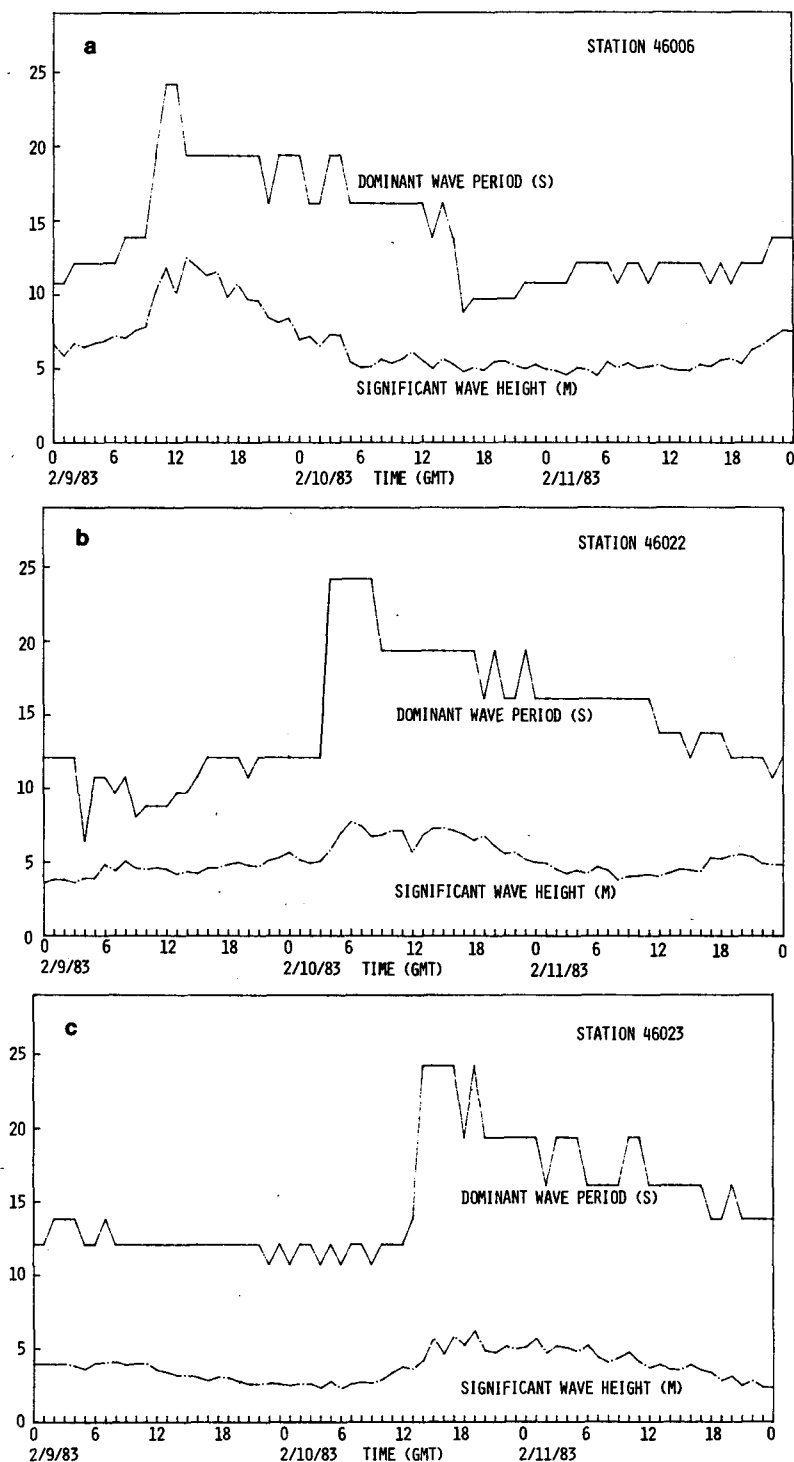 a
STATION 46006
25
20
DOMINANT WAVE PERIOD (S)
15
10
5
SIGNIFICANT WAVE HEIGHT (M)
0
6 12 18 0 6 12 18 0 6 12 18 0
2/9/83 2/10/83 TIME (GMT) 2/11/83
b
STATION 46022
25
20
15
DOMINANT WAVE PERIOD (S)
10
5
SIGNIFICANT WAVE HEIGHT (M)
0
0 6 12 18 0 6 12 18 0 6 12 18 0
2/9/83 2/10/83 TIME (GMT) 2/11/83
c
STATION 46023
25
20
15
DOMINANT WAVE PERIOD (S)
10
5
SIGNIFICANT WAVE HEIGHT (M)
0
0 6 12 18 0 6 12 18 0 6 12 18 0
2/9/83 2/10/83 TIME (GMT) 2/11/83